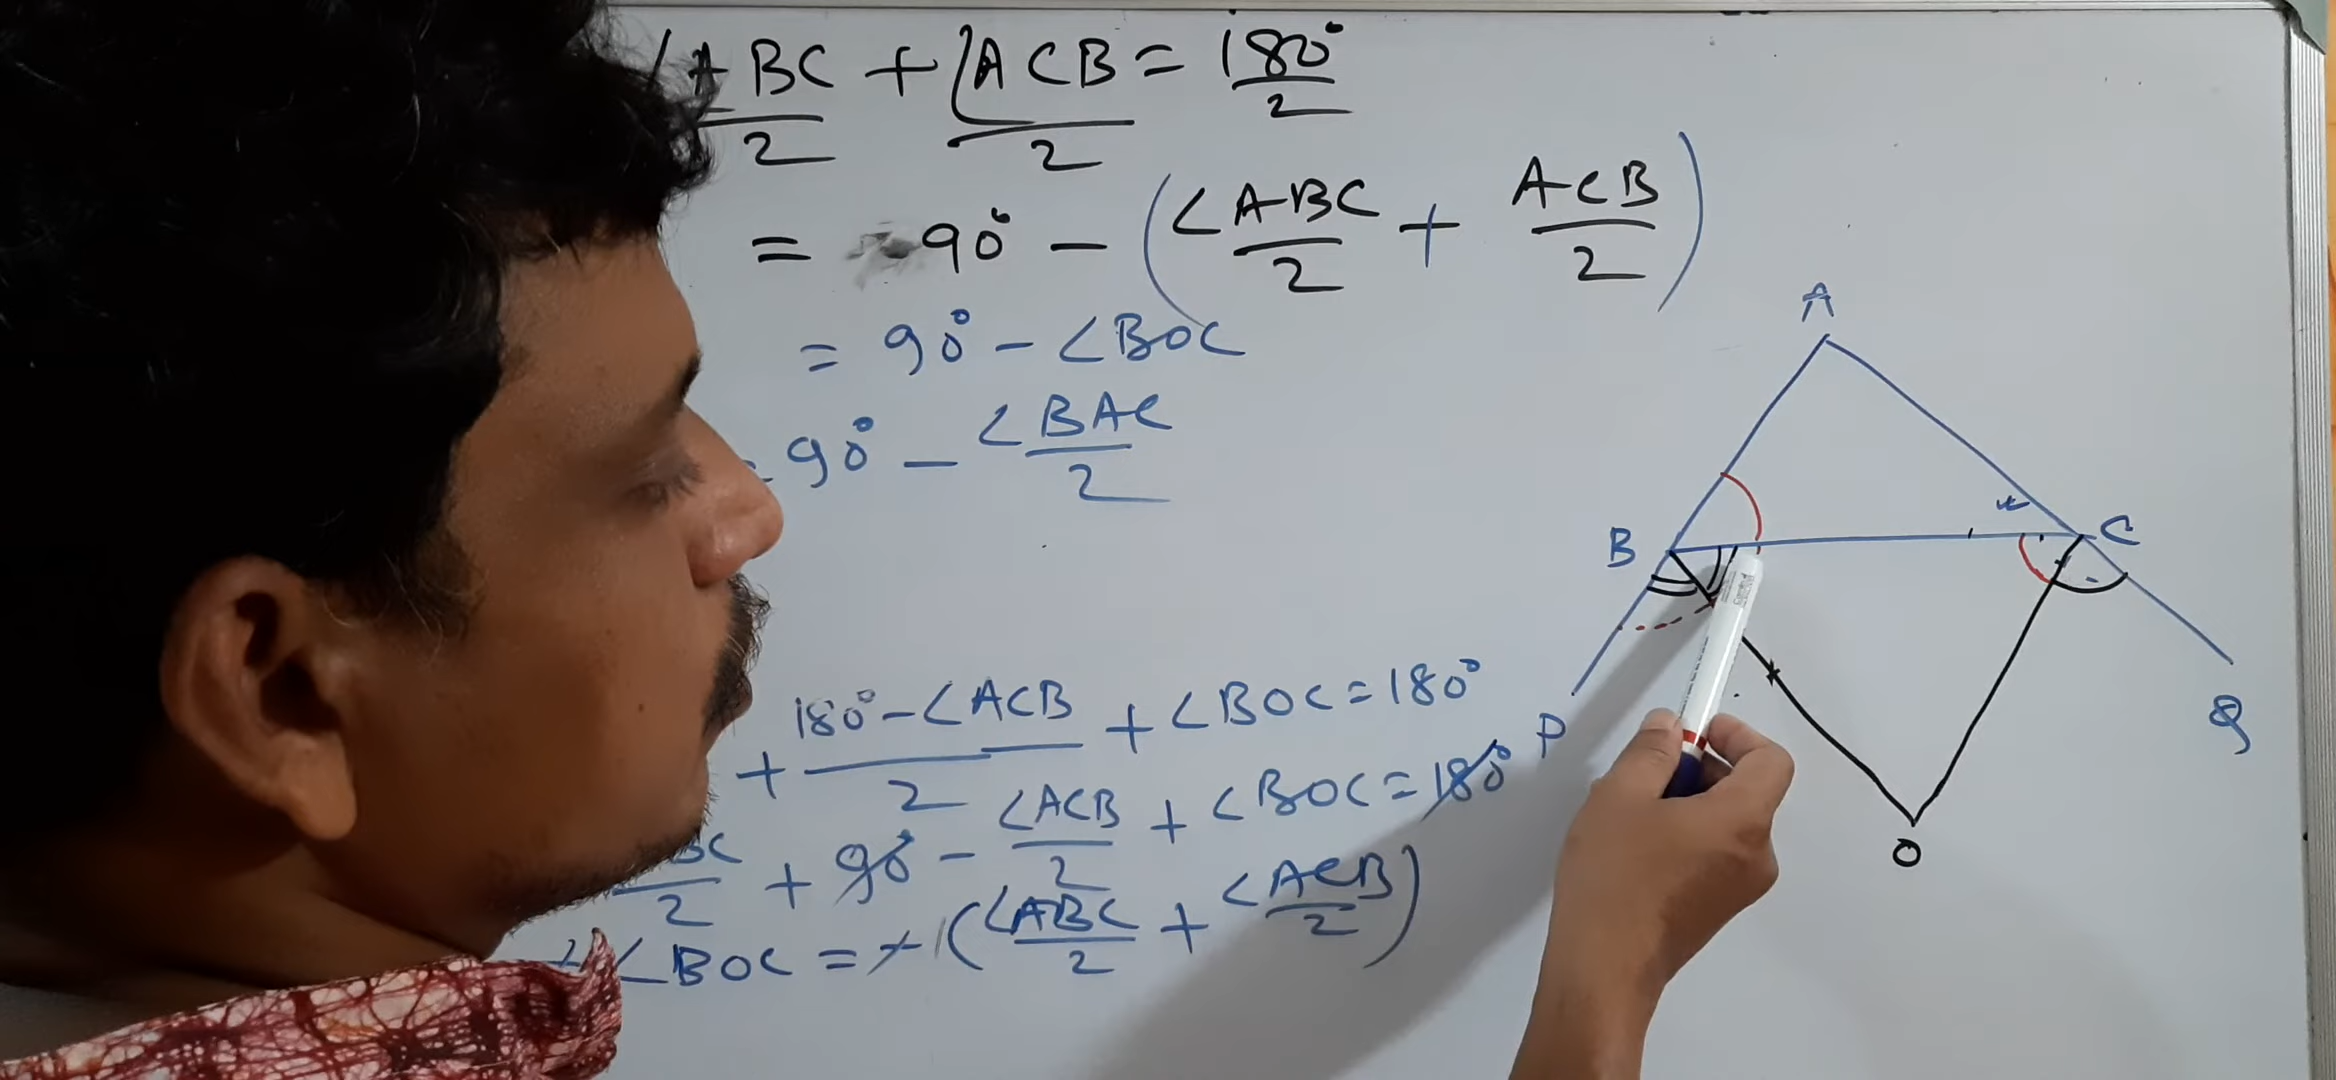 ∠ABC/2 + ∠ACB/2 = 180°/2
= 90° - (∠ABC/2 + ACB/2)
= 90° - ∠BOC
= 90° - ∠BAC/2
+ (180° - ∠ACB)/2 + ∠BOC = 180°
BC/2 + 90° - ∠ACB/2 + ∠BOC = 180°
+ ∠BOC = + (∠ABC/2 + ∠ACB/2)
A
B
C
P
Q
O